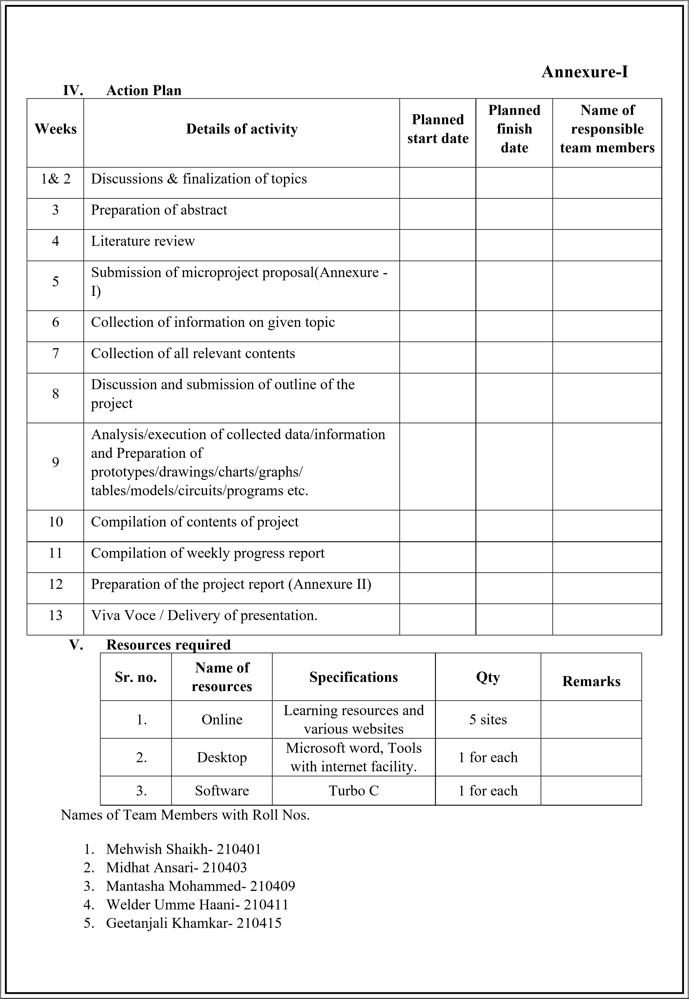 Annexure-I
IV. Action Plan
Weeks
Details of activity
Planned
start date
Planned
finish
date
Name of
responsible
team members
1& 2 Discussions & finalization of topics
3 Preparation of abstract
4 Literature review
5 Submission of microproject proposal(Annexure -
I)
6 Collection of information on given topic
7 Collection of all relevant contents
8 Discussion and submission of outline of the
project
9 Analysis/execution of collected data/information
and Preparation of
prototypes/drawings/charts/graphs/
tables/models/circuits/programs etc.
10 Compilation of contents of project
11 Compilation of weekly progress report
12 Preparation of the project report (Annexure II)
13 Viva Voce / Delivery of presentation.
V. Resources required
Sr. no.
Name of
resources
Specifications
Qty
Remarks
1. Online
Learning resources and
various websites
5 sites
2. Desktop
Microsoft word, Tools
with internet facility.
1 for each
3. Software Turbo C 1 for each
Names of Team Members with Roll Nos.
1. Mehwish Shaikh- 210401
2. Midhat Ansari- 210403
3. Mantasha Mohammed- 210409
4. Welder Umme Haani- 210411
5. Geetanjali Khamkar- 210415